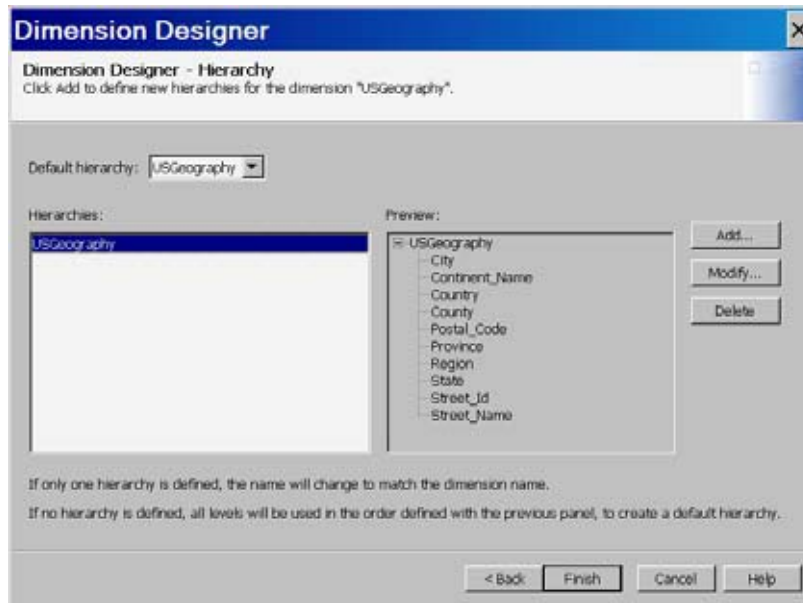 Dimension Designer
Dimension Designer - Hierarchy
Click Add to define new hierarchies for the dimension "USGeography".
Default hierarchy: USGeography
Hierarchies:
USGeography
Preview:
USGeography
City
Continent_Name
Country
County
Postal_Code
Province
Region
State
Street_Id
Street_Name
Add...
Modify...
Delete
If only one hierarchy is defined, the name will change to match the dimension name.
If no hierarchy is defined, all levels will be used in the order defined with the previous panel, to create a default hierarchy.
< Back Finish Cancel Help